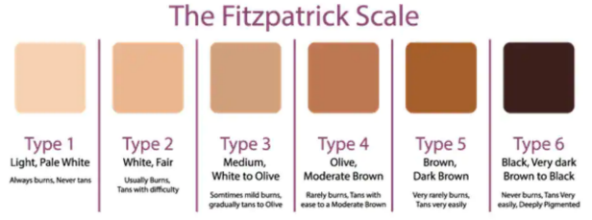 The Fitzpatrick Scale
Type 1
Light, Pale White
Always burns, Never tans
Type 2
White, Fair
Usually Burns,
Tans with difficulty
Type 3
Medium,
White to Olive
Somtimes mild burns,
gradually tans to Olive
Type 4
Olive,
Moderate Brown
Rarely burns, Tans with
ease to a Moderate Brown
Type 5
Brown,
Dark Brown
Very rarely burns,
Tans very easily
Type 6
Black, Very dark
Brown to Black
Never burns, Tans Very
easily, Deeply Pigmented